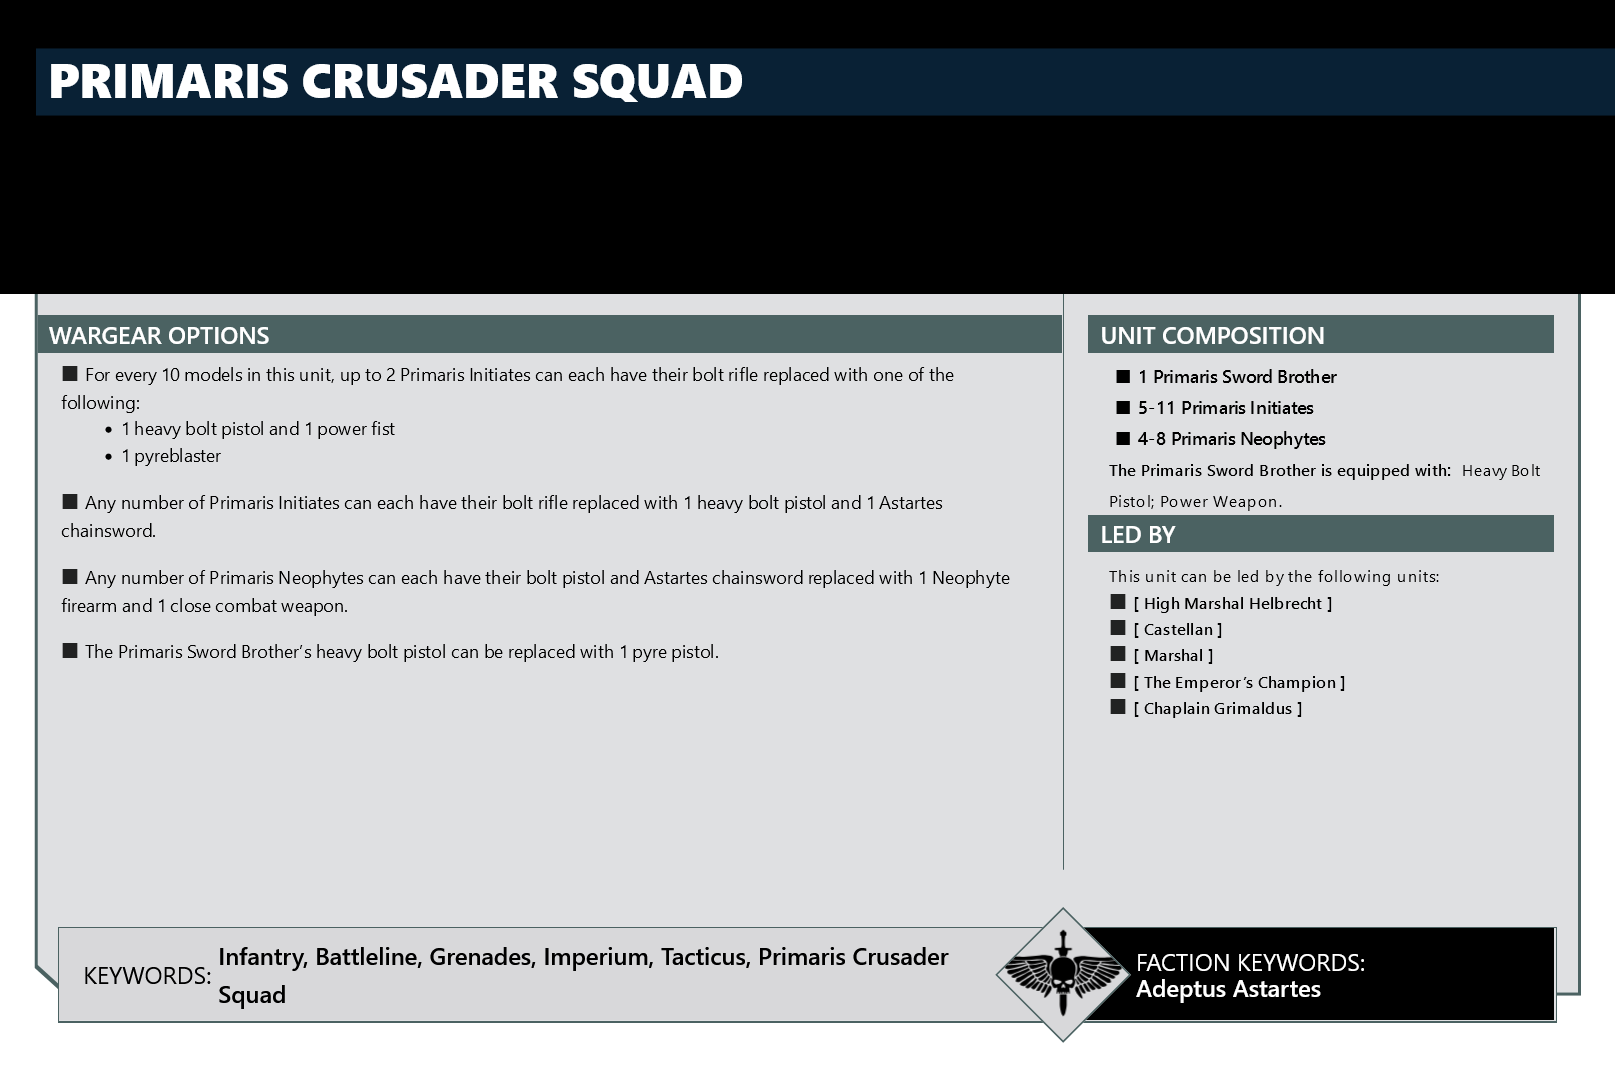 PRIMARIS CRUSADER SQUAD
WARGEAR OPTIONS
■ For every 10 models in this unit, up to 2 Primaris Initiates can each have their bolt rifle replaced with one of the
following:
• 1 heavy bolt pistol and 1 power fist
• 1 pyreblaster
■ Any number of Primaris Initiates can each have their bolt rifle replaced with 1 heavy bolt pistol and 1 Astartes
chainsword.
■ Any number of Primaris Neophytes can each have their bolt pistol and Astartes chainsword replaced with 1 Neophyte
firearm and 1 close combat weapon.
■ The Primaris Sword Brother’s heavy bolt pistol can be replaced with 1 pyre pistol.
UNIT COMPOSITION
■ 1 Primaris Sword Brother
■ 5-11 Primaris Initiates
■ 4-8 Primaris Neophytes
The Primaris Sword Brother is equipped with: Heavy Bolt
Pistol; Power Weapon.
LED BY
This unit can be led by the following units:
■ [ High Marshal Helbrecht ]
■ [ Castellan ]
■ [ Marshal ]
■ [ The Emperor’s Champion ]
■ [ Chaplain Grimaldus ]
KEYWORDS: Infantry, Battleline, Grenades, Imperium, Tacticus, Primaris Crusader
Squad
FACTION KEYWORDS:
Adeptus Astartes